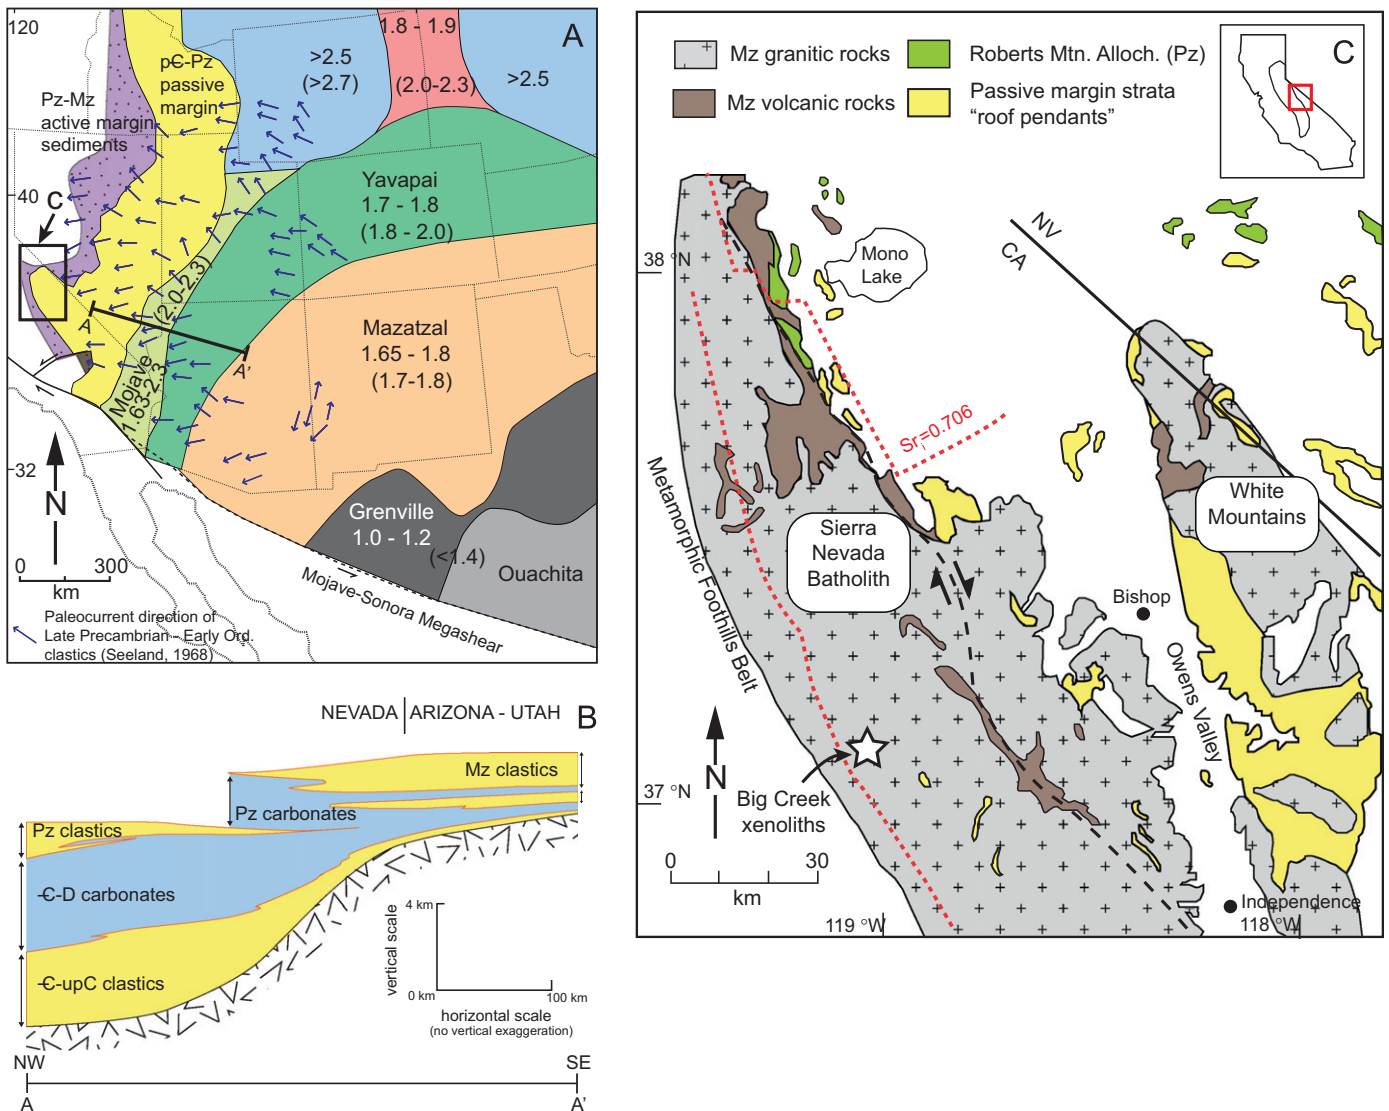 120
A
1.8 - 1.9
>2.5
(>2.7)
(2.0-2.3)
>2.5
pC-Pz
passive
margin
Pz-Mz
active margin
sediments
40
C
Yavapai
1.7 - 1.8
(1.8 - 2.0)
(2.0-2.3)
A
A'
Mazatzal
1.65 - 1.8
(1.7-1.8)
Mojave
1.63-2.3
32
N
Grenville
1.0 - 1.2
(<1.4)
Ouachita
0 300
km
Mojave-Sonora Megashear
Paleocurrent direction of
Late Precambrian - Early Ord.
clastics (Seeland, 1968)
NEVADA ARIZONA - UTAH
B
Mz clastics
Pz carbonates
Pz clastics
C-D carbonates
C-upC clastics
4 km
vertical scale
0 km
100 km
horizontal scale
(no vertical exaggeration)
NW SE
A A'
Mz granitic rocks
Roberts Mtn. Alloch. (Pz)
Mz volcanic rocks
Passive margin strata
"roof pendants"
C
NV
CA
Mono
Lake
38 °N
Sri=0.706
Metamorphic Foothills Belt
Sierra
Nevada
Batholith
White
Mountains
Bishop
Owens Valley
N
Big Creek
xenoliths
37 °N
0 30
km
Independence
119 °W
118 °W